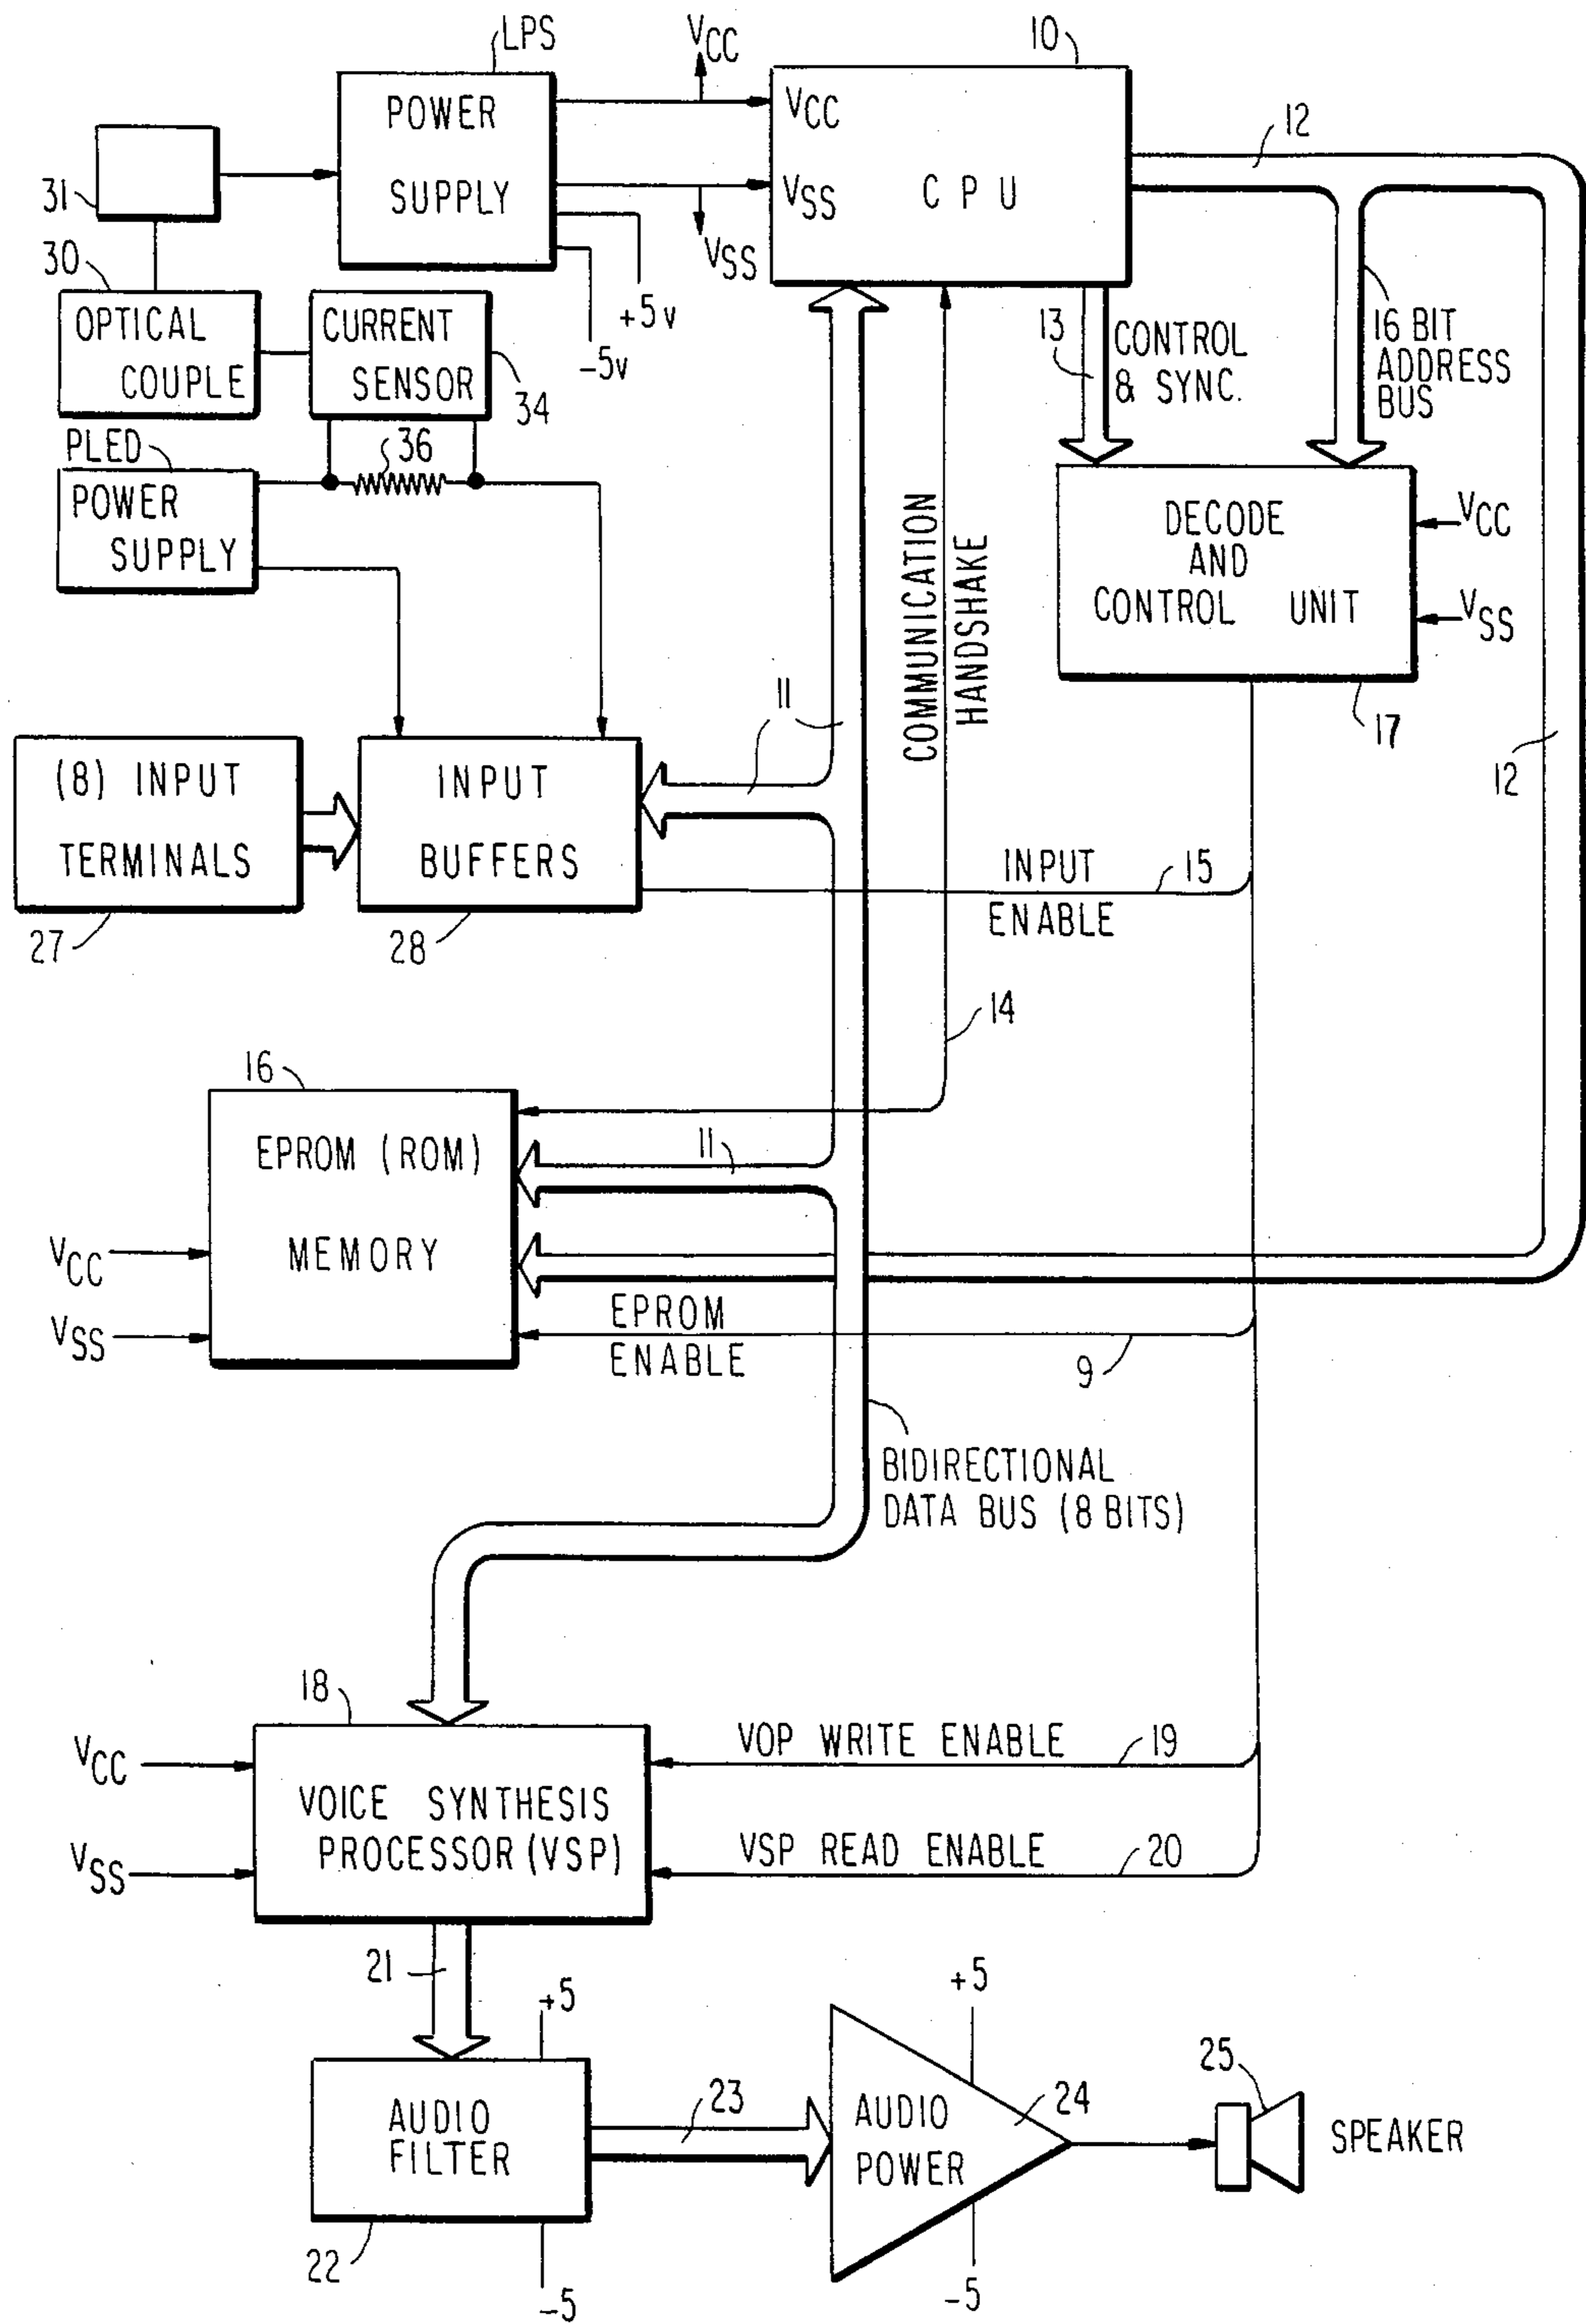 LPS
VCC
10
POWER
SUPPLY
VCC
VSS
CPU
12
31
VSS
+5v
-5v
30
OPTICAL
COUPLE
CURRENT
SENSOR
34
13
CONTROL
& SYNC.
16 BIT
ADDRESS
BUS
PLED
36
POWER
SUPPLY
COMMUNICATION
HANDSHAKE
DECODE
AND
CONTROL UNIT
VCC
VSS
17
11
12
(8) INPUT
TERMINALS
27
INPUT
BUFFERS
28
INPUT
ENABLE
15
14
16
EPROM (ROM)
MEMORY
11
VCC
VSS
EPROM
ENABLE
9
BIDIRECTIONAL
DATA BUS (8 BITS)
18
VCC
VSS
VOICE SYNTHESIS
PROCESSOR (VSP)
VOP WRITE ENABLE
19
VSP READ ENABLE
20
21
+5
AUDIO
FILTER
22
-5
23
+5
AUDIO
POWER
24
-5
25
SPEAKER